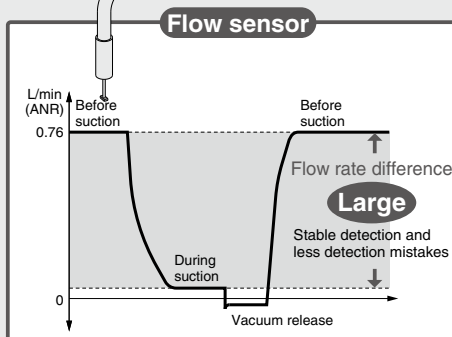 Flow sensor
L/min
(ANR)
Before
suction
Before
suction
0.76
Flow rate difference
Large
Stable detection and
less detection mistakes
During
suction
0
Vacuum release